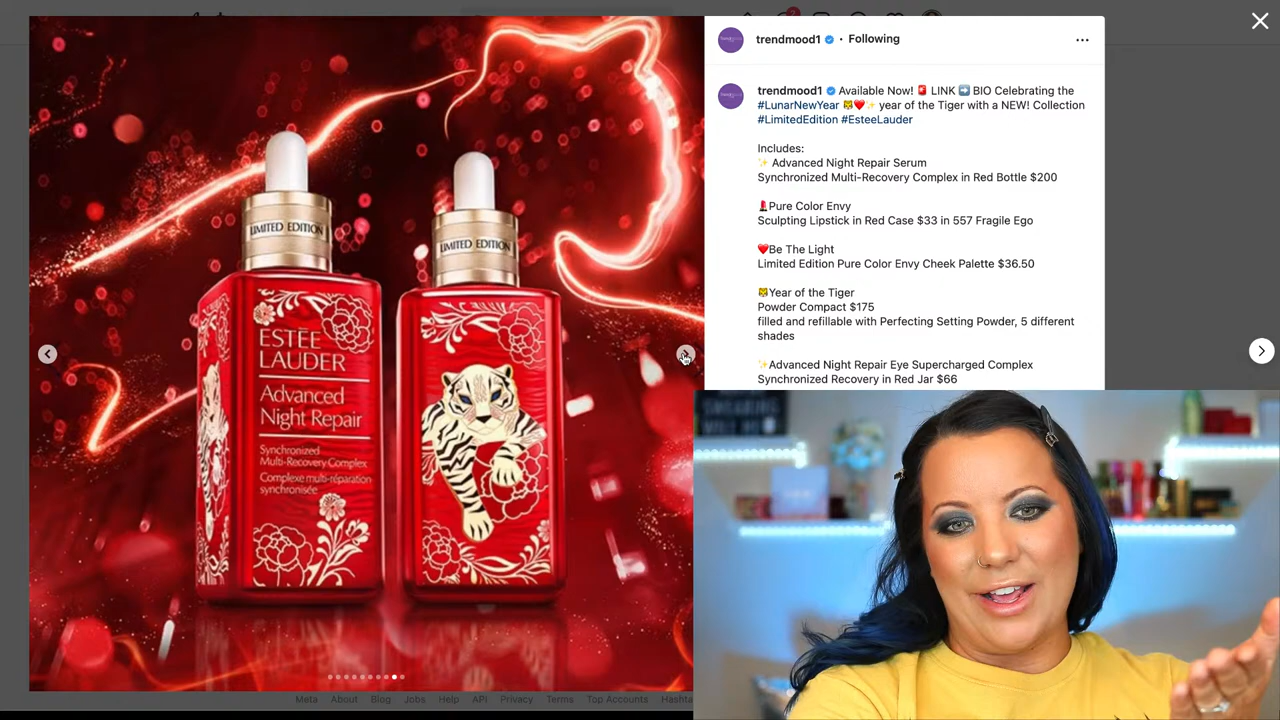 LIMITED EDITION
ESTĒE
LAUDER
Advanced
Night Repair
Synchronized
Multi-Recovery Complex
Complexe multi-réparation
synchronisée
LIMITED EDITION
trendmood1 • Following
trendmood1 Available Now! 🚨 LINK ➡️ BIO Celebrating the
#LunarNewYear 🐯❤️✨ year of the Tiger with a NEW! Collection
#LimitedEdition #EsteeLauder
Includes:
✨ Advanced Night Repair Serum
Synchronized Multi-Recovery Complex in Red Bottle $200
💄Pure Color Envy
Sculpting Lipstick in Red Case $33 in 557 Fragile Ego
❤️Be The Light
Limited Edition Pure Color Envy Cheek Palette $36.50
🐯Year of the Tiger
Powder Compact $175
filled and refillable with Perfecting Setting Powder, 5 different
shades
✨Advanced Night Repair Eye Supercharged Complex
Synchronized Recovery in Red Jar $66
Meta About Blog Jobs Help API Privacy Terms Top Accounts Hashta